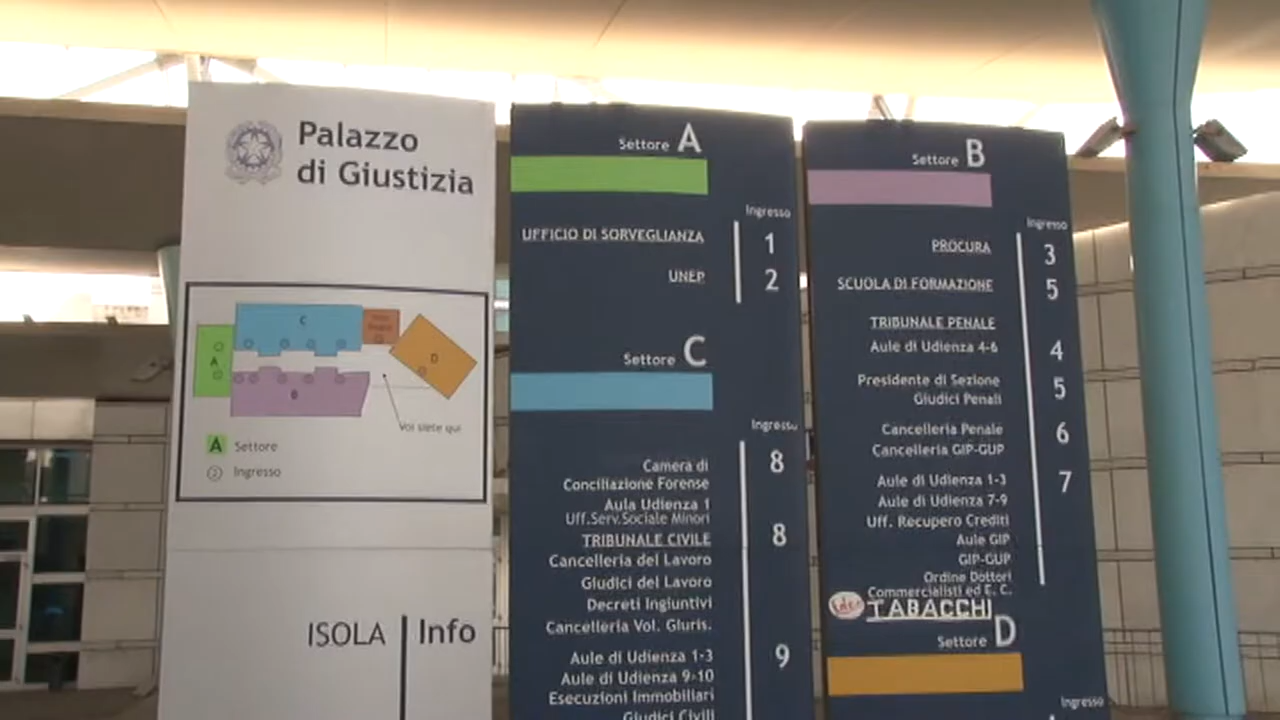 Palazzo
di Giustizia
C
A
D
B
Voi siete qui
A Settore
Ingresso
ISOLA
Info
Settore A
Ingresso
UFFICIO DI SORVEGLIANZA 1
UNEP 2
Settore C
Ingresso
Camera di 8
Conciliazione Forense
Aula Udienza 1
Uff.Serv.Sociale Minori
TRIBUNALE CIVILE 8
Cancelleria del Lavoro
Giudici del Lavoro
Decreti Ingiuntivi
Cancelleria Vol. Giuris.
Aule di Udienza 1-3 9
Aule di Udienza 9-10
Esecuzioni Immobiliari
Giudici Civili
Settore B
Ingresso
PROCURA 3
SCUOLA DI FORMAZIONE 5
TRIBUNALE PENALE
Aule di Udienza 4-6 4
Presidente di Sezione 5
Giudici Penali
Cancelleria Penale 6
Cancelleria GIP-GUP
Aule di Udienza 1-3 7
Aule di Udienza 7-9
Uff. Recupero Crediti
Aule GIP
GIP-GUP
Ordine Dottori
Commercialisti ed E. C.
TABACCHI
Settore D
Ingresso